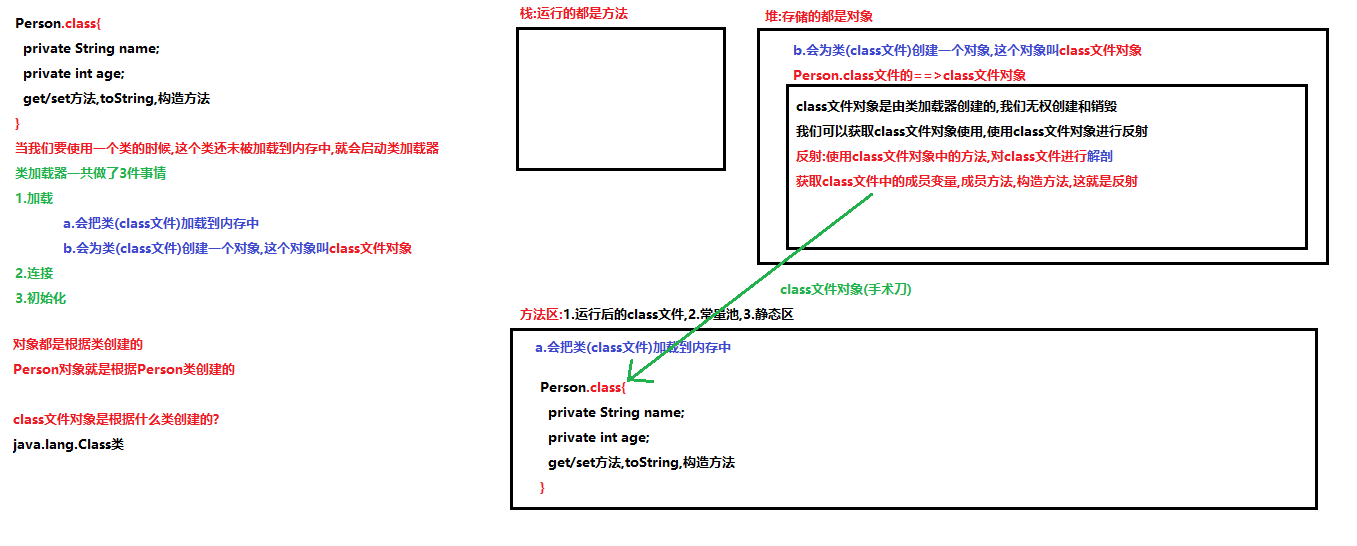 Person.class{
private String name;
private int age;
get/set方法,toString,构造方法
}
当我们要使用一个类的时候,这个类还未被加载到内存中,就会启动类加载器
类加载器一共做了3件事情
1.加载
a.会把类(class文件)加载到内存中
b.会为类(class文件)创建一个对象,这个对象叫class文件对象
2.连接
3.初始化
对象都是根据类创建的
Person对象就是根据Person类创建的
class文件对象是根据什么类创建的?
java.lang.Class类
栈:运行的都是方法
堆:存储的都是对象
b.会为类(class文件)创建一个对象,这个对象叫class文件对象
Person.class文件的==>class文件对象
class文件对象是由类加载器创建的,我们无权创建和销毁
我们可以获取class文件对象使用,使用class文件对象进行反射
反射:使用class文件对象中的方法,对class文件进行解剖
获取class文件中的成员变量,成员方法,构造方法,这就是反射
class文件对象(手术刀)
方法区:1.运行后的class文件,2.常量池,3.静态区
a.会把类(class文件)加载到内存中
Person.class{
private String name;
private int age;
get/set方法,toString,构造方法
}